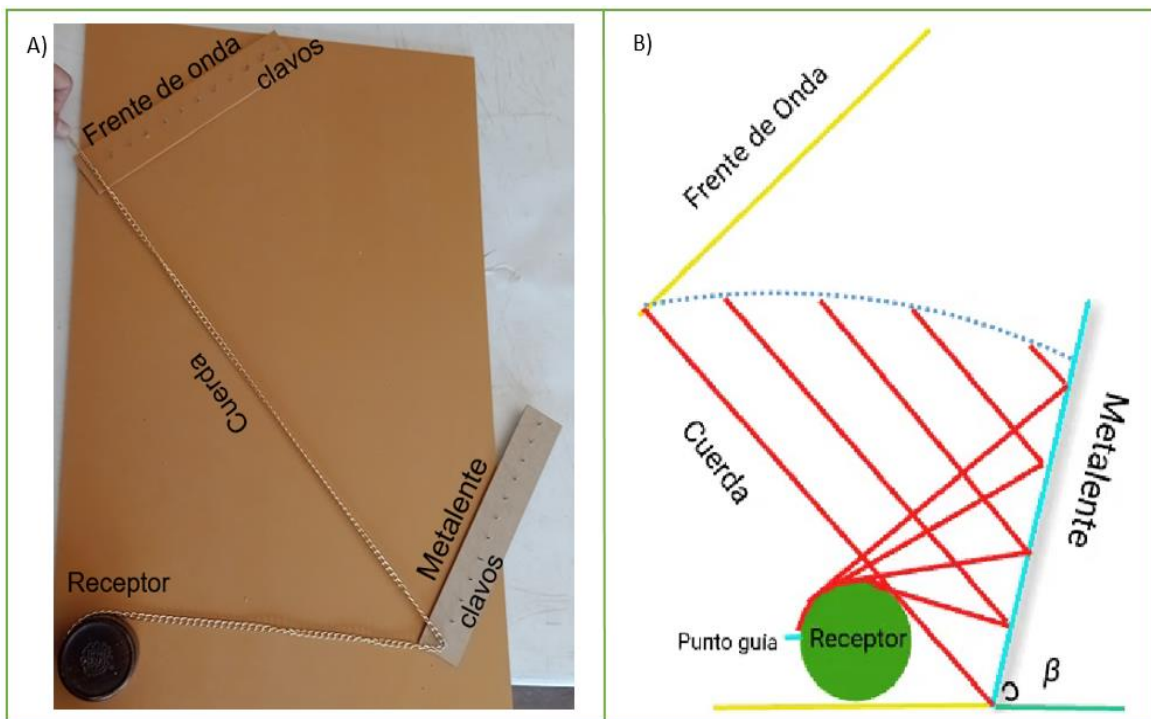 A)
Frente de onda
clavos
Cuerda
Metalente
clavos
Receptor
B)
Frente de Onda
Cuerda
Metalente
Punto guía
Receptor
C
β